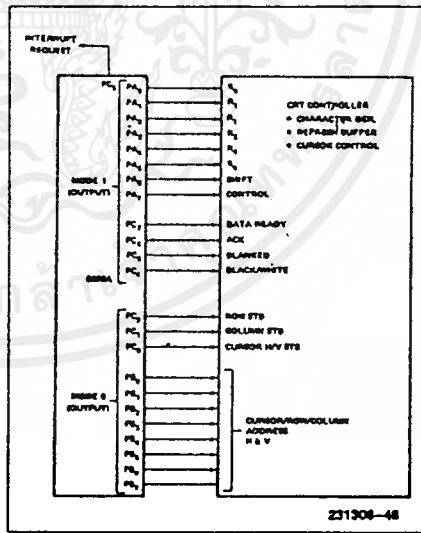 INTERRUPT
REQUEST
PC3
PA0 R0
PA1 R1
PA2 R2
PA3 R3
PA4 R4
PA5 R5
PA6 SHIFT
PA7 CONTROL
CRT CONTROLLER
• CHARACTER GEN.
• REFRESH BUFFER
• CURSOR CONTROL
MODE 1
(OUTPUT)
PC7 DATA READY
PC6 ACK
PC5 BLANKED
PC4 BLACK/WHITE
PC2 ROW STB
PC1 COLUMN STB
PC0 CURSOR H/V STB
MODE 0
(OUTPUT)
PB0
PB1
PB2
PB3
PB4
PB5
PB6
PB7
CURSOR/ROW/COLUMN
ADDRESS
H & V
231308-46